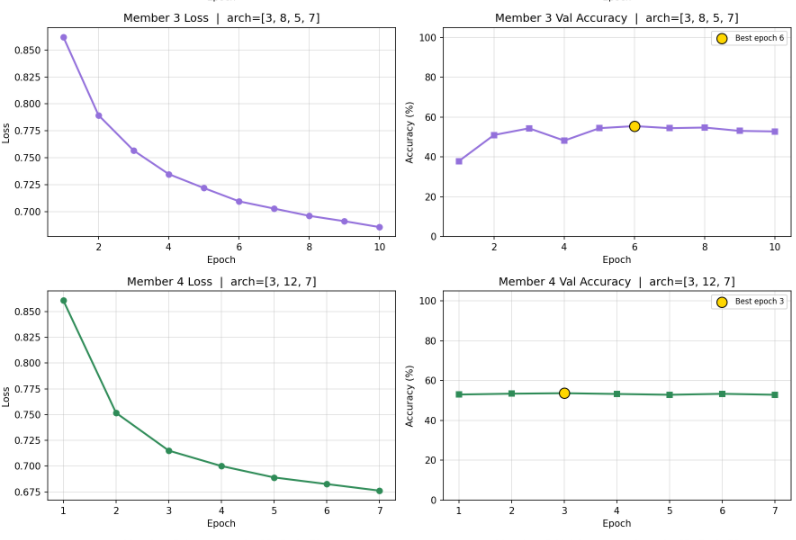 Member 3 Loss | arch=[3, 8, 5, 7]
Loss
0.850
0.825
0.800
0.775
0.750
0.725
0.700
2 4 6 8 10
Epoch
Member 3 Val Accuracy | arch=[3, 8, 5, 7]
Accuracy (%)
100
80
60
40
20
0
Best epoch 6
2 4 6 8 10
Epoch
Member 4 Loss | arch=[3, 12, 7]
Loss
0.850
0.825
0.800
0.775
0.750
0.725
0.700
0.675
1 2 3 4 5 6 7
Epoch
Member 4 Val Accuracy | arch=[3, 12, 7]
Accuracy (%)
100
80
60
40
20
0
Best epoch 3
1 2 3 4 5 6 7
Epoch